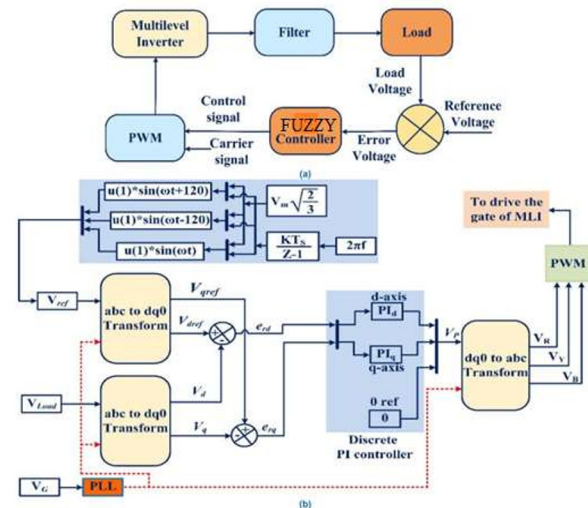 Multilevel
Inverter
Filter
Load
Load
Voltage
Control
signal
FUZZY
Controller
Reference
Voltage
PWM
Carrier
signal
Error
Voltage
(a)
u(1)*sin(ωt+120)
u(1)*sin(ωt-120)
u(1)*sin(ωt)
Vm√2/3
KTS
Z-1
2πf
To drive the
gate of MLI
PWM
Vref
abc to dq0
Transform
Vqref
Vdref
erd
d-axis
PId
PIq
q-axis
0 ref
0
Discrete
PI controller
VP
dq0 to abc
Transform
VR
VY
VB
VLoad
abc to dq0
Transform
Vd
Vq
erq
VG
PLL
(b)